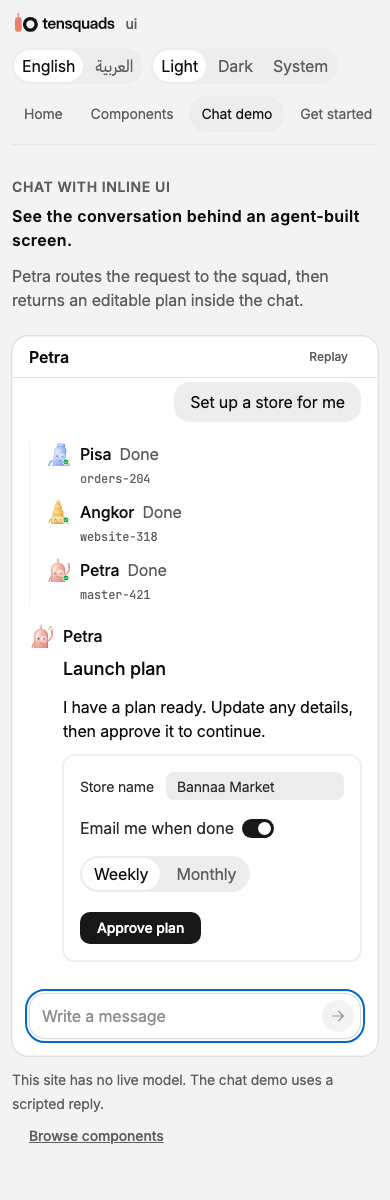 tensquads ui
English العربية Light Dark System
Home Components Chat demo Get started
CHAT WITH INLINE UI
See the conversation behind an agent-built
screen.
Petra routes the request to the squad, then
returns an editable plan inside the chat.
Petra Replay
Set up a store for me
Pisa Done
orders-204
Angkor Done
website-318
Petra Done
master-421
Petra
Launch plan
I have a plan ready. Update any details,
then approve it to continue.
Store name Bannaa Market
Email me when done
Weekly Monthly
Approve plan
Write a message
This site has no live model. The chat demo uses a
scripted reply.
Browse components